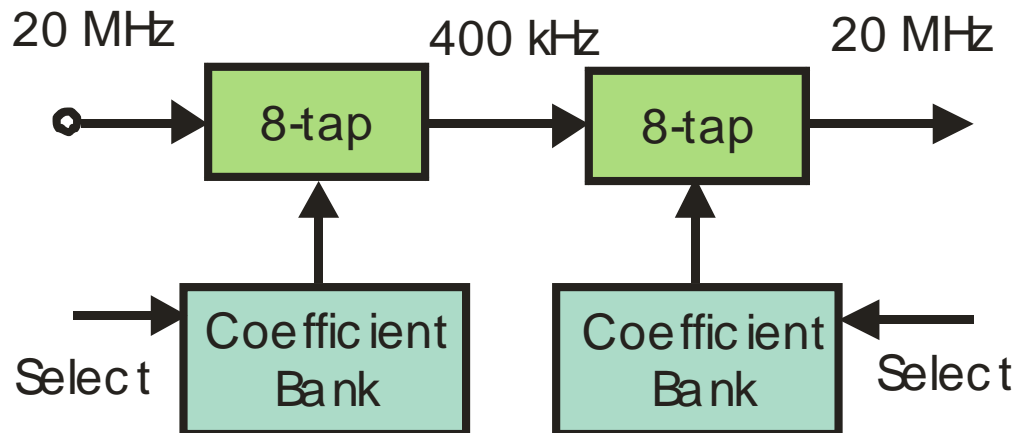 20 MHz
400 kHz
20 MHz
8-tap
8-tap
Select
Coefficient
Bank
Coefficient
Bank
Select